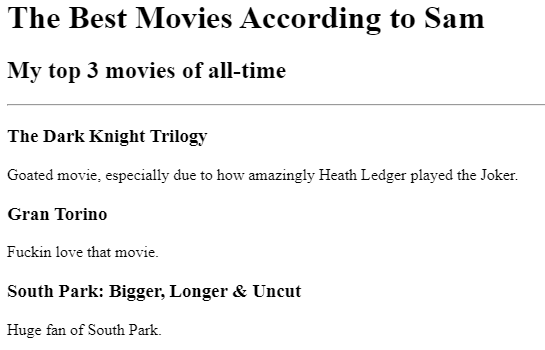 The Best Movies According to Sam
My top 3 movies of all-time
The Dark Knight Trilogy
Goated movie, especially due to how amazingly Heath Ledger played the Joker.
Gran Torino
Fuckin love that movie.
South Park: Bigger, Longer & Uncut
Huge fan of South Park.